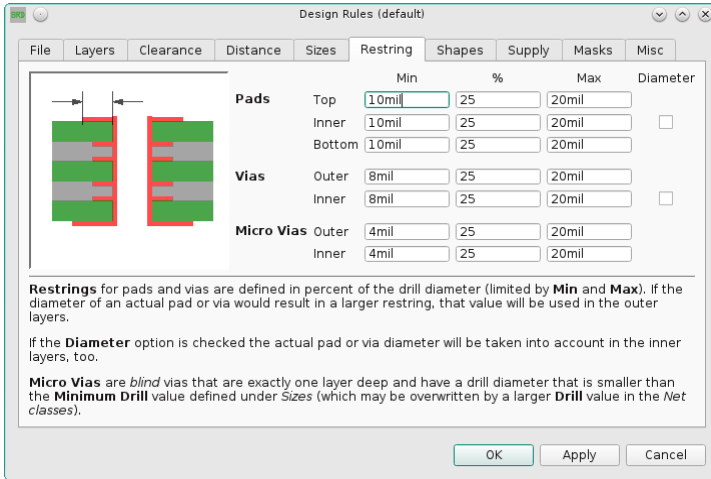 BRD
Design Rules (default)
File Layers Clearance Distance Sizes Restring Shapes Supply Masks Misc
Min % Max Diameter
Pads Top 10mil 25 20mil
Inner 10mil 25 20mil
Bottom 10mil 25 20mil
Vias Outer 8mil 25 20mil
Inner 8mil 25 20mil
Micro Vias Outer 4mil 25 20mil
Inner 4mil 25 20mil
Restrings for pads and vias are defined in percent of the drill diameter (limited by Min and Max). If the
diameter of an actual pad or via would result in a larger restring, that value will be used in the outer
layers.
If the Diameter option is checked the actual pad or via diameter will be taken into account in the inner
layers, too.
Micro Vias are blind vias that are exactly one layer deep and have a drill diameter that is smaller than
the Minimum Drill value defined under Sizes (which may be overwritten by a larger Drill value in the Net
classes).
OK Apply Cancel